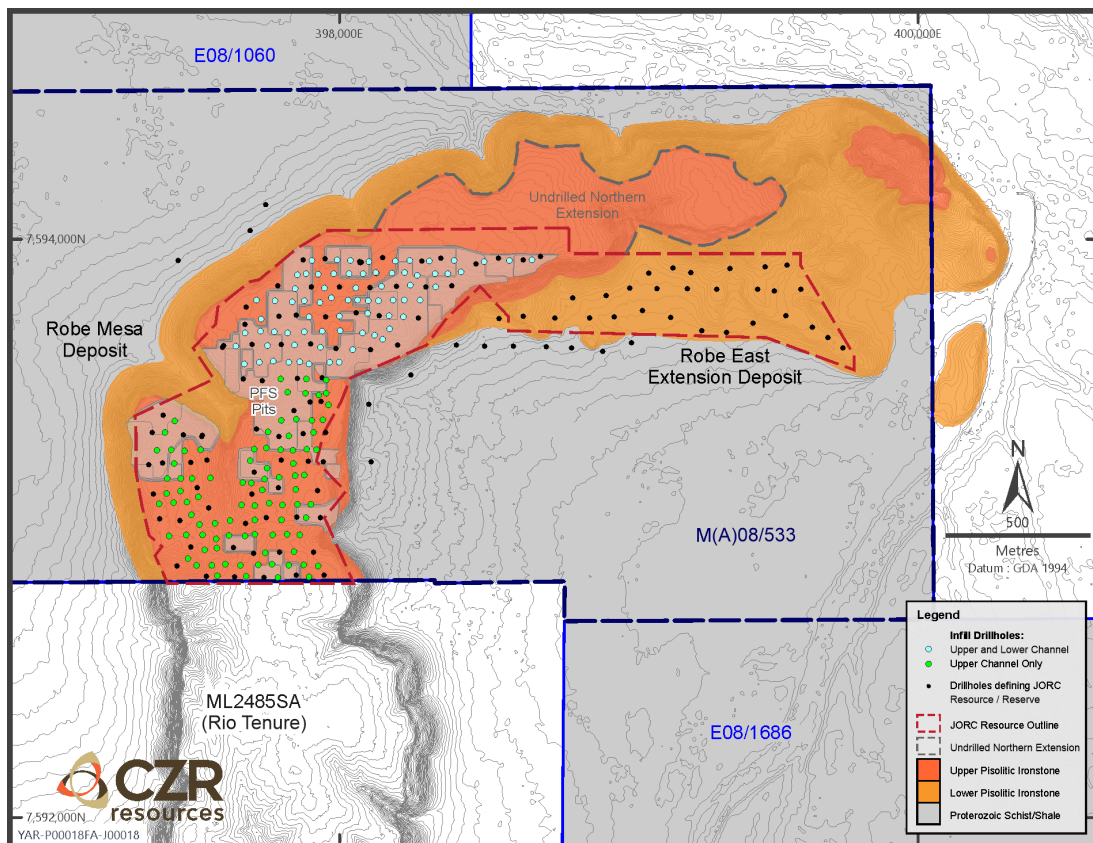 398,000E
400,000E
E08/1060
7,594,000N
Undrilled Northern
Extension
Robe Mesa
Deposit
Robe East
Extension Deposit
PFS
Pits
N
500
Metres
Datum : GDA 1994
M(A)08/533
ML2485SA
(Rio Tenure)
E08/1686
7,592,000N
CZR
resources
YAR-P00018FA-J00018
Legend
Infill Drillholes:
Upper and Lower Channel
Upper Channel Only
Drillholes defining JORC
Resource / Reserve
JORC Resource Outline
Undrilled Northern Extension
Upper Pisolitic Ironstone
Lower Pisolitic Ironstone
Proterozoic Schist/Shale